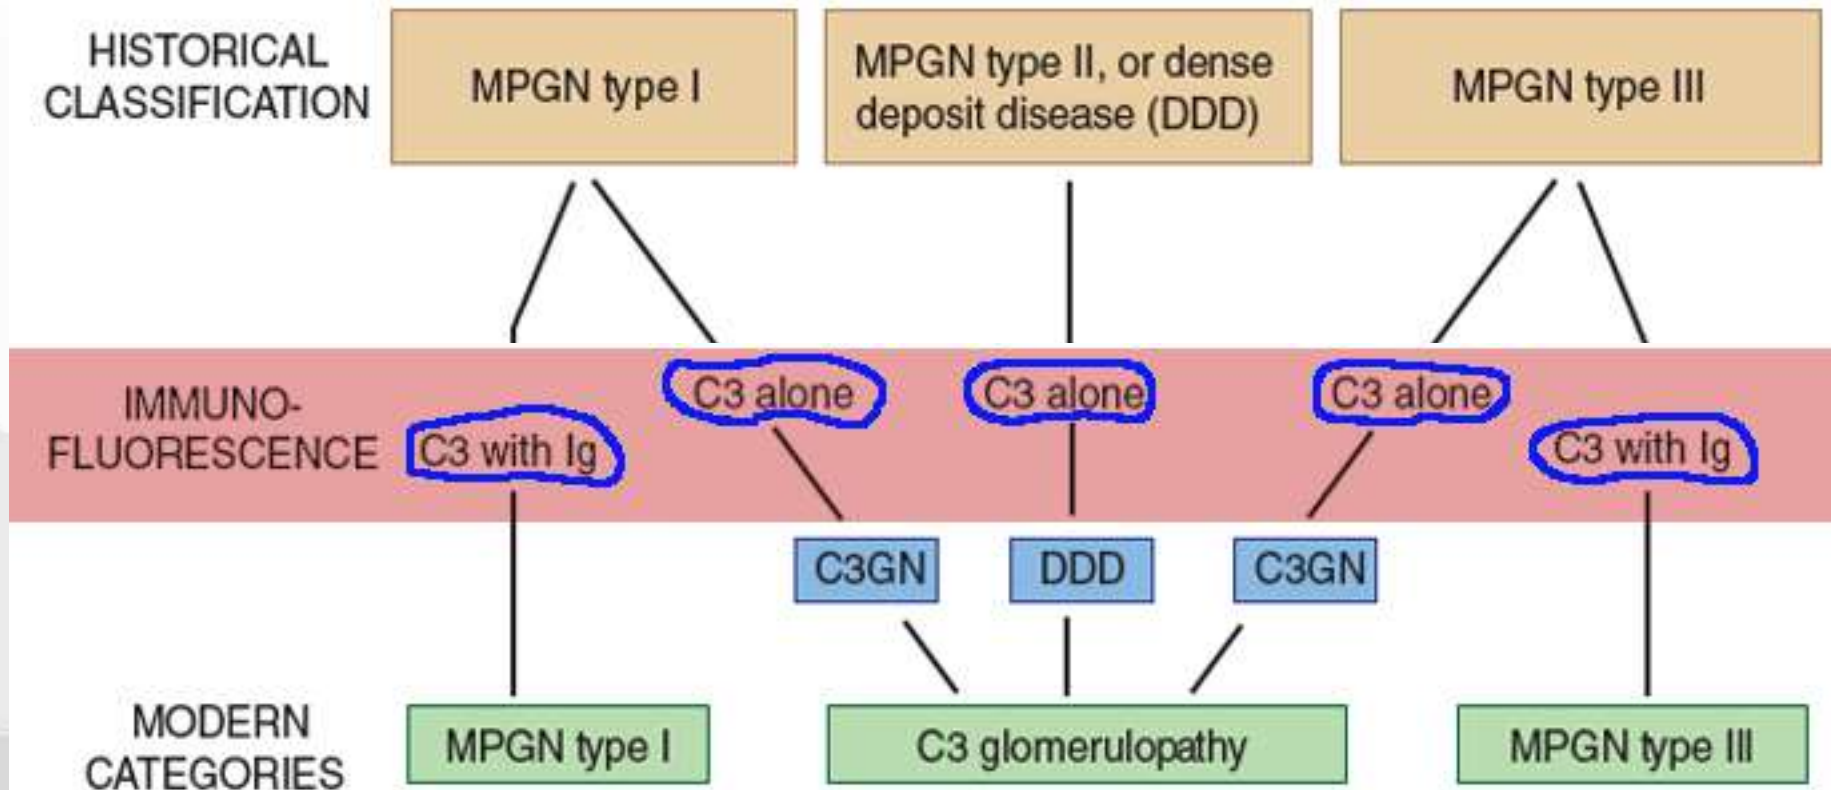 HISTORICAL
CLASSIFICATION
MPGN type I
MPGN type II, or dense
deposit disease (DDD)
MPGN type III
IMMUNO-
FLUORESCENCE
C3 with Ig
C3 alone
C3 alone
C3 alone
C3 with Ig
C3GN
DDD
C3GN
MODERN
CATEGORIES
MPGN type I
C3 glomerulopathy
MPGN type III